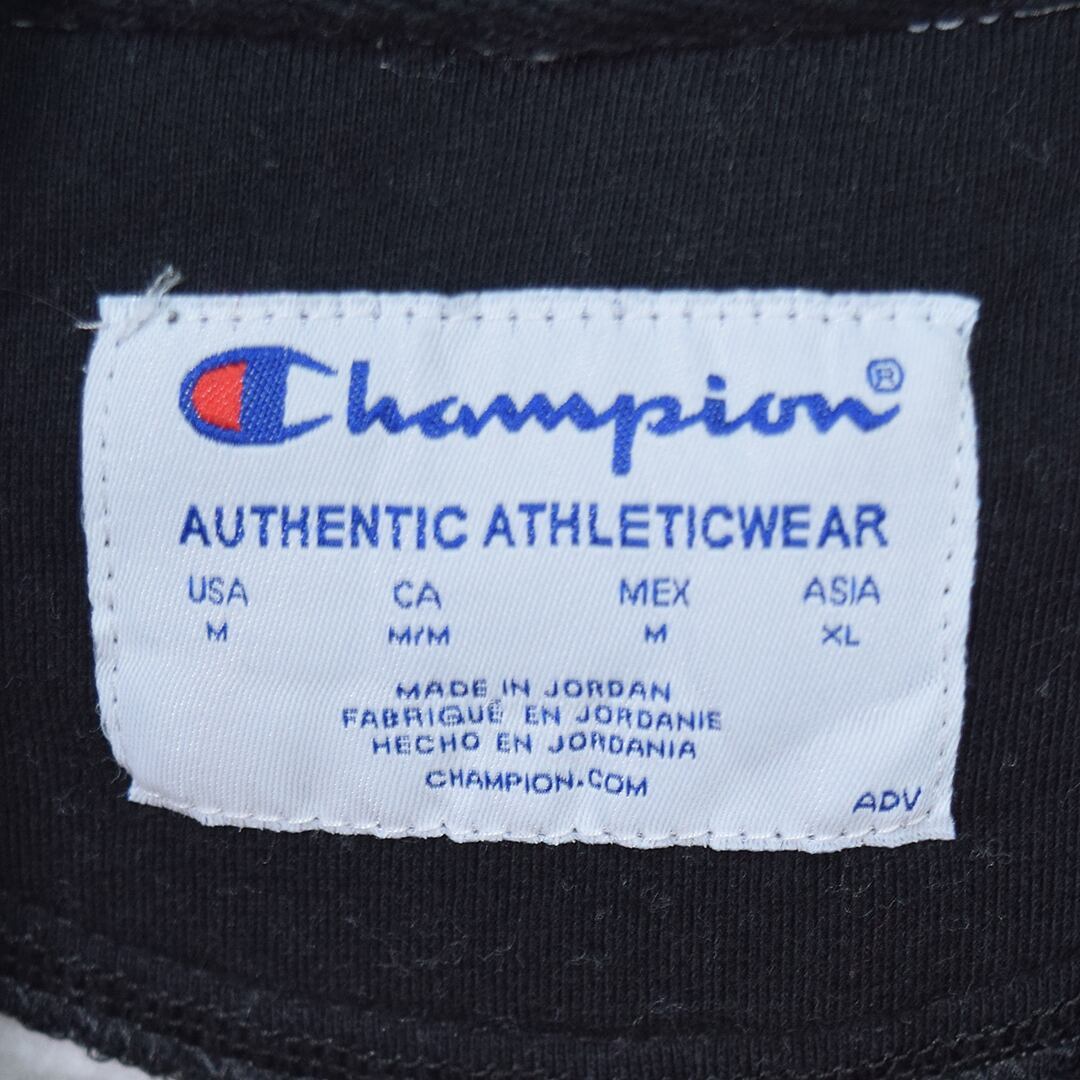 Champion®
AUTHENTIC ATHLETICWEAR
USA CA MEX ASIA
M M/M M XL
MADE IN JORDAN
FABRIQUÉ EN JORDANIE
HECHO EN JORDANIA
CHAMPION.COM
ADV